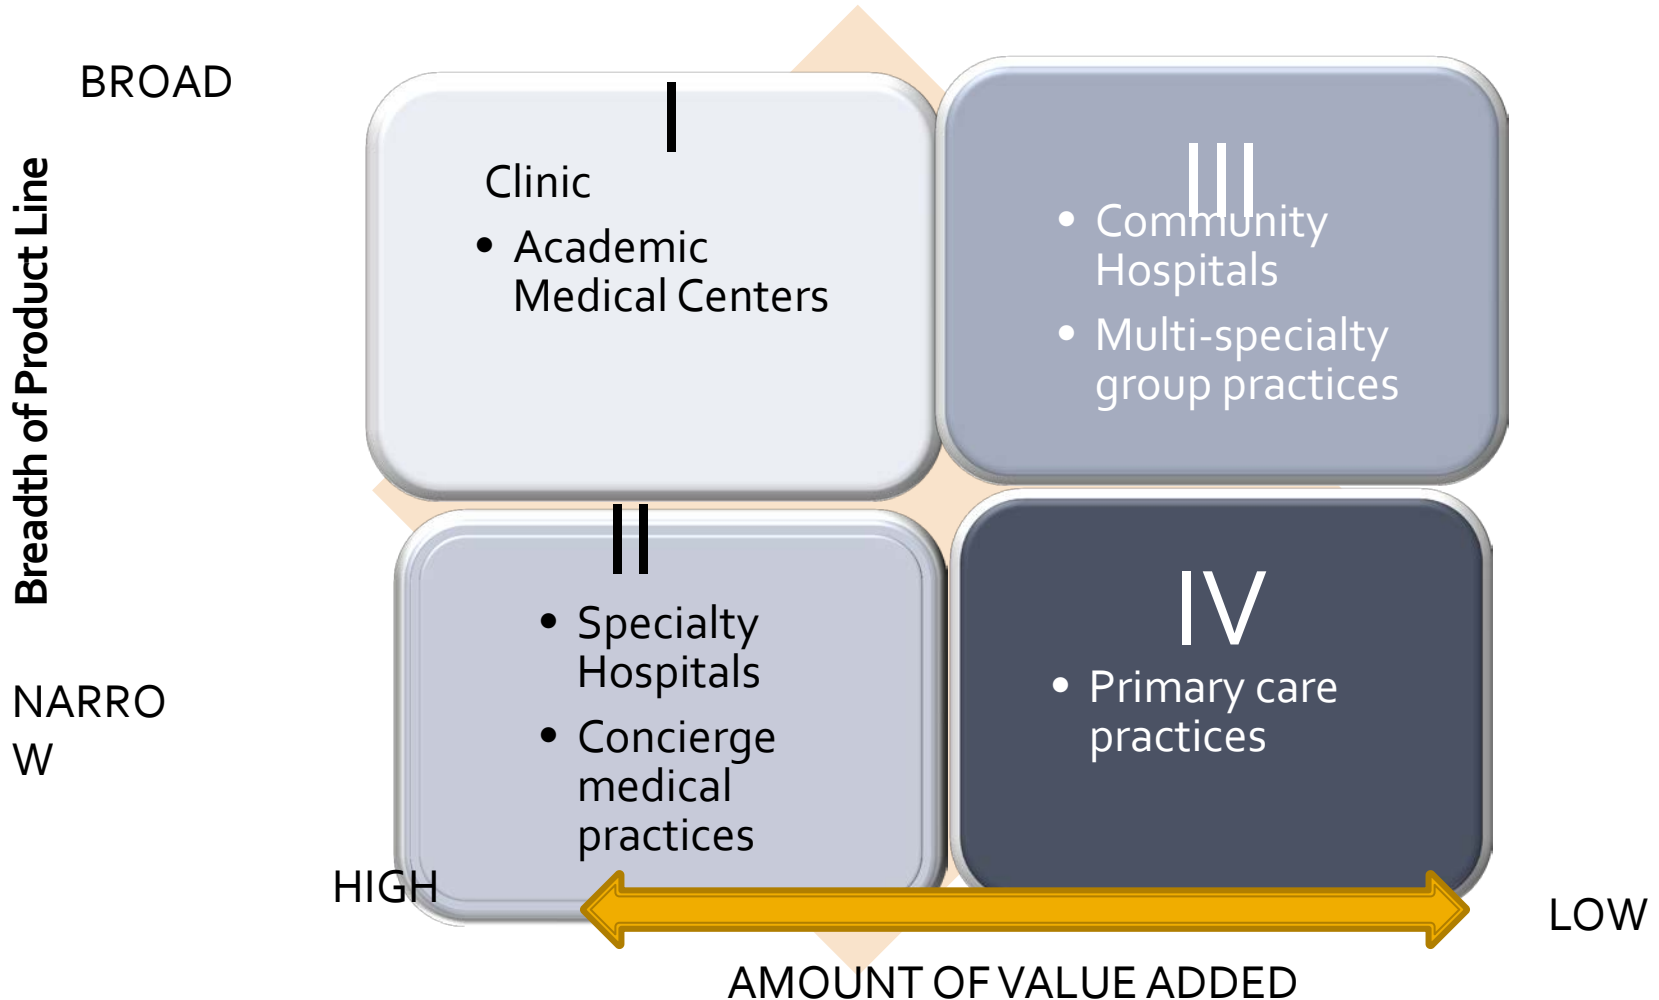 BROAD
Breadth of Product Line
NARRO
W
I
Clinic
• Academic
Medical Centers
III
• Community
Hospitals
• Multi-specialty
group practices
II
• Specialty
Hospitals
• Concierge
medical
practices
IV
• Primary care
practices
HIGH
LOW
AMOUNT OF VALUE ADDED